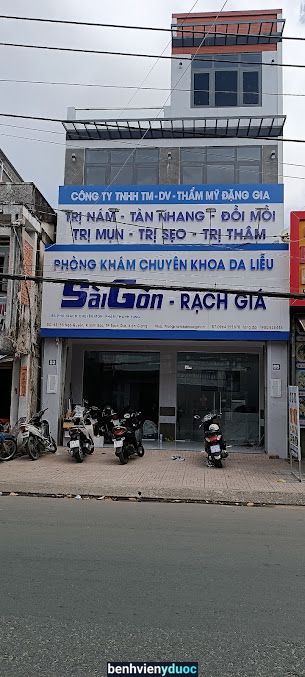 CÔNG TY TNHH TM-DV-THẨM MỸ ĐẶNG GIA
TRỊ NÁM - TÀN NHANG - ĐỒI MỒI
TRỊ MỤN - TRỊ SẸO - TRỊ THÂM
PHÒNG KHÁM CHUYÊN KHOA DA LIỄU
SàiGòn - RẠCH GIÁ
benhvienyduoc